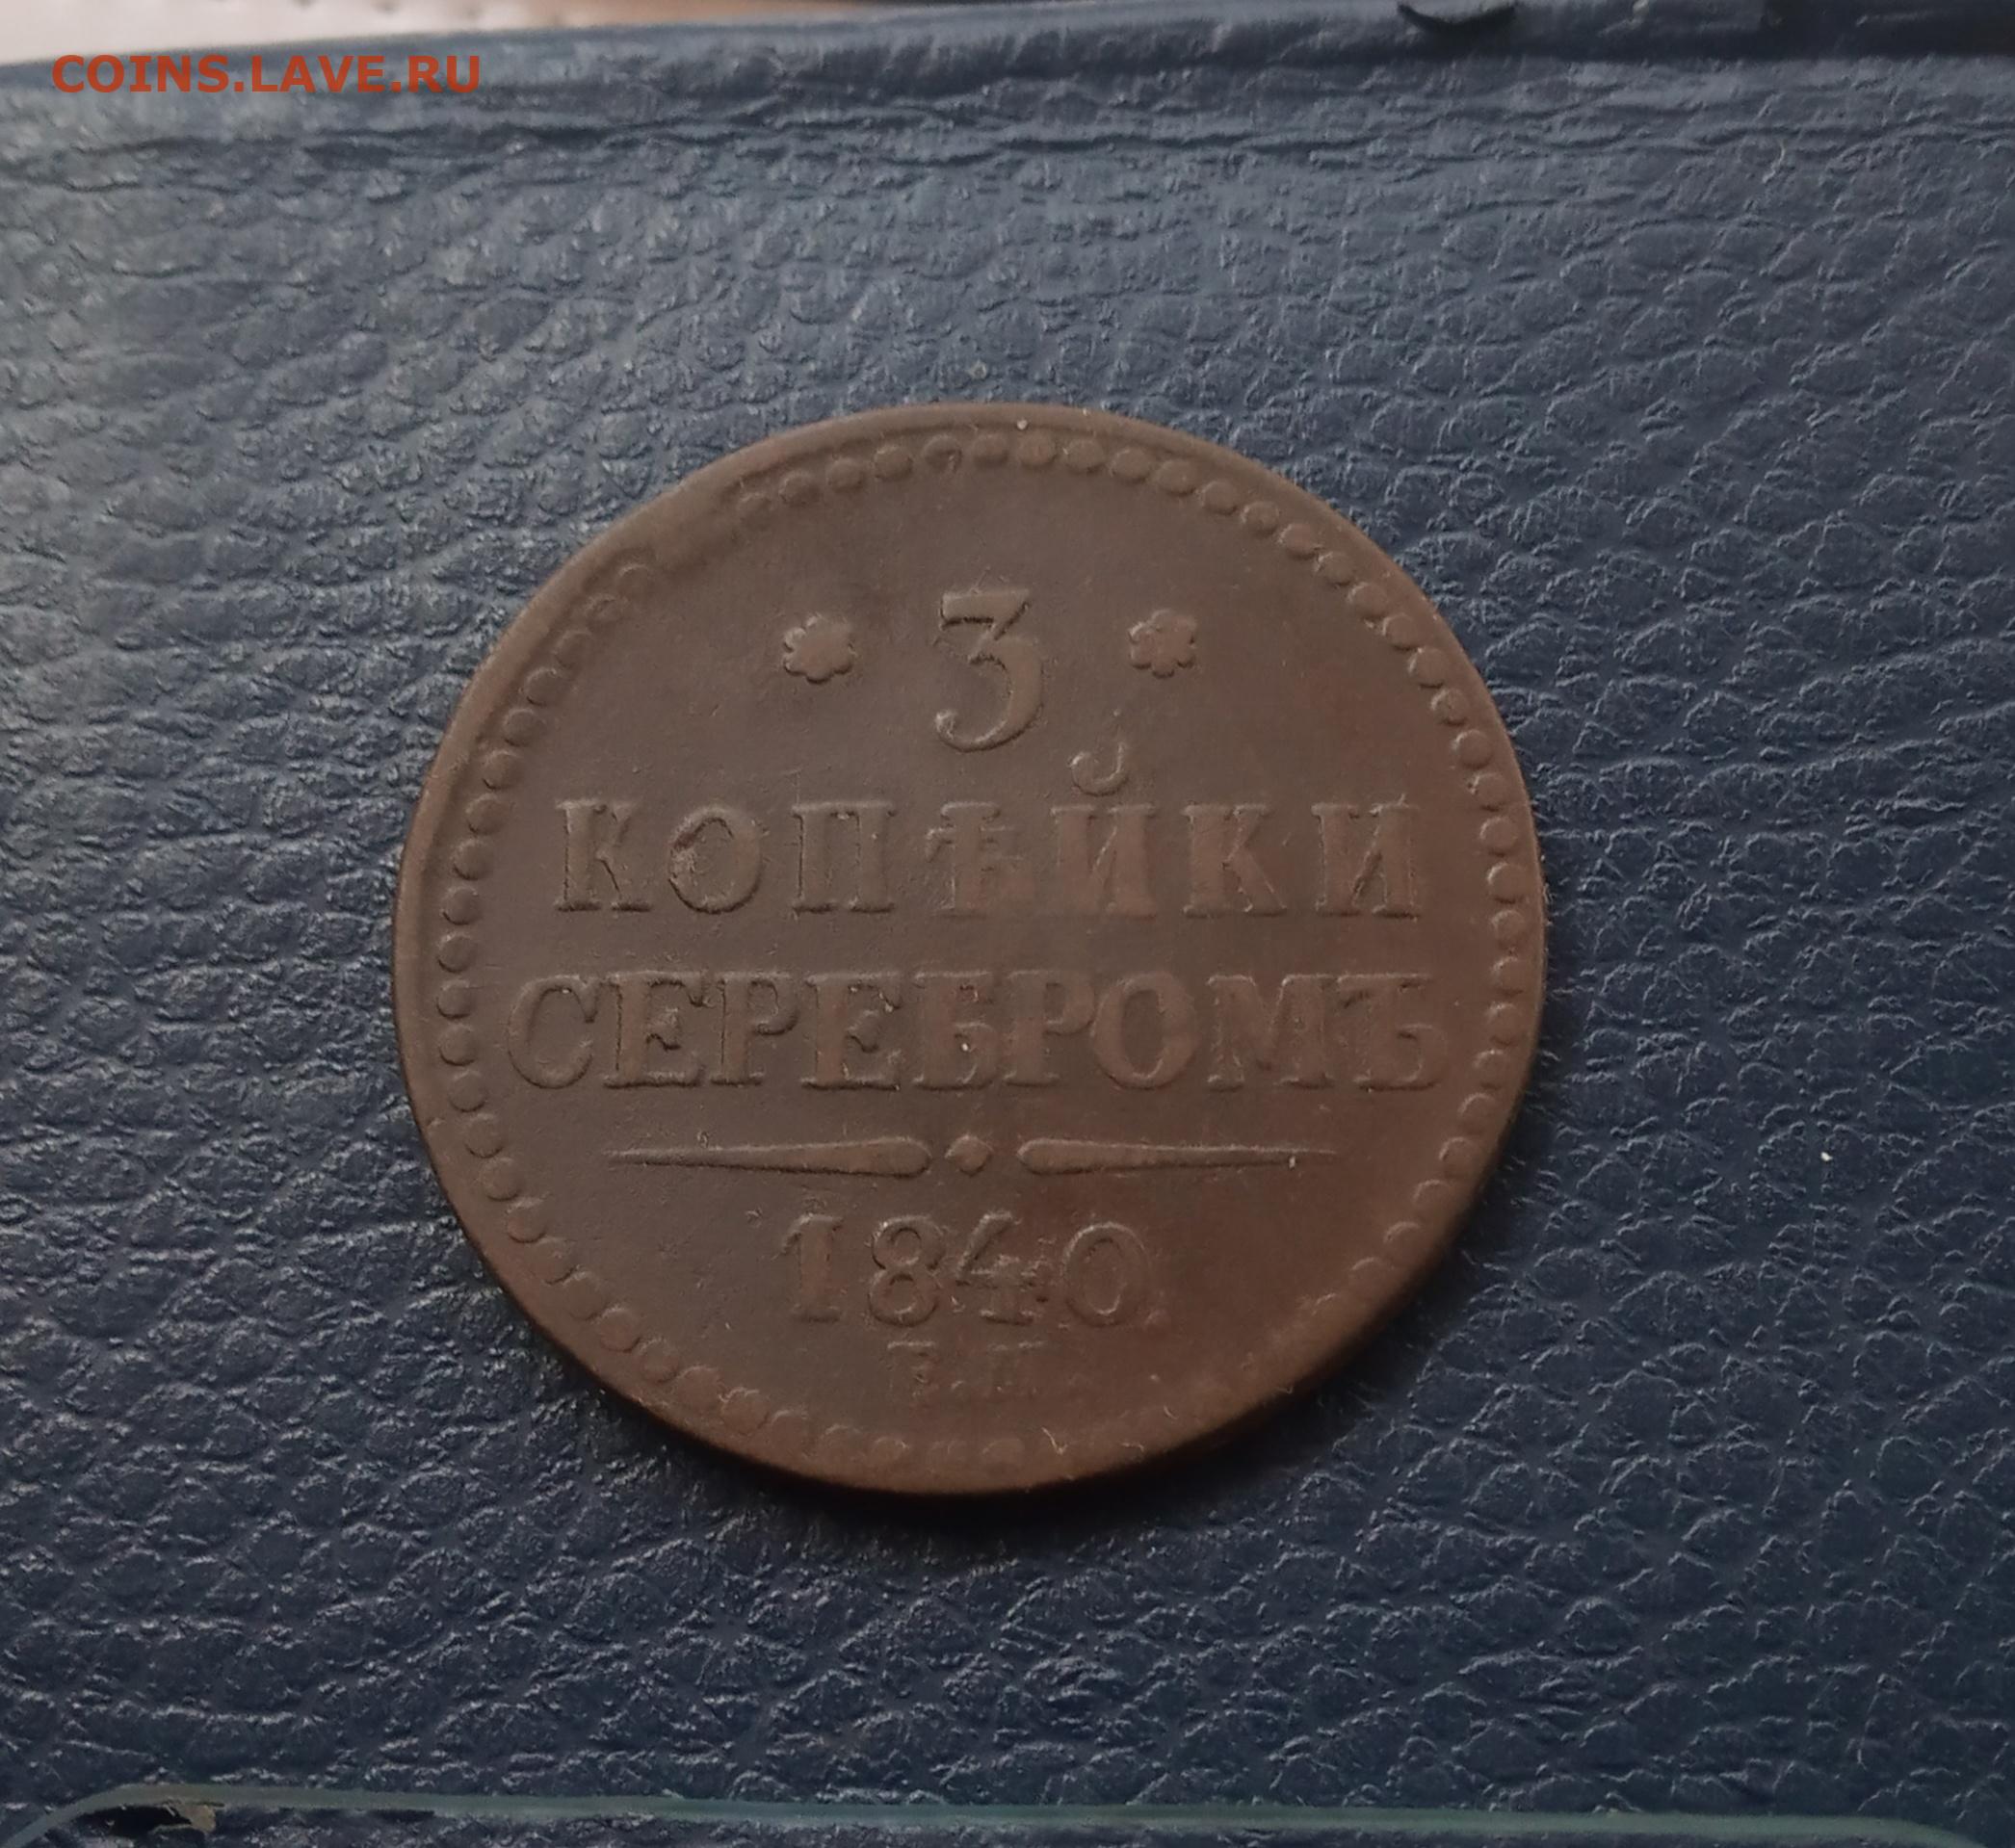 COINS.LAVE.RU
* 3 *
КОПѢЙКИ
СЕРЕБРОМЪ
1840.